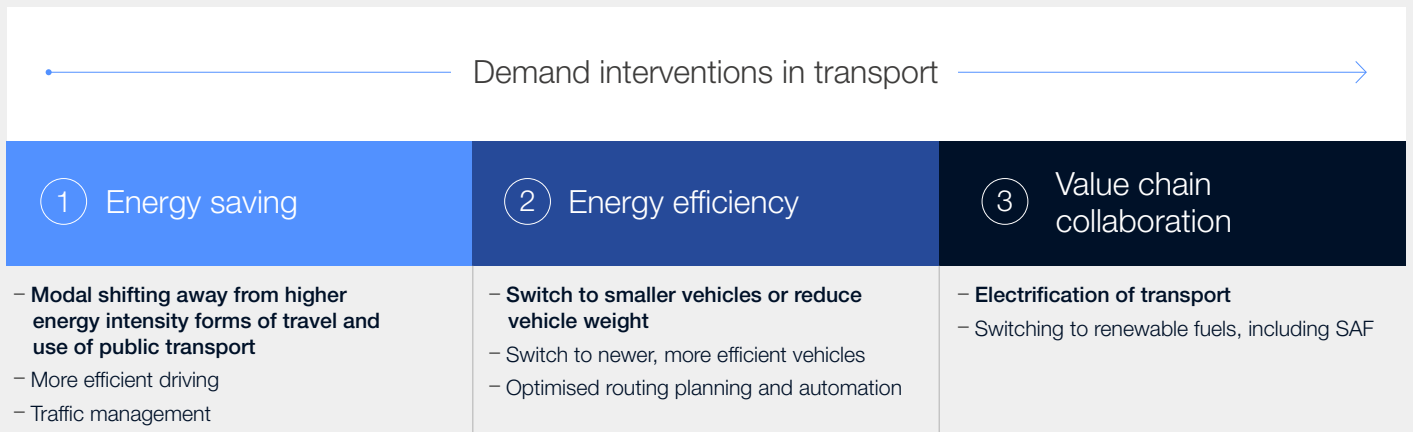 Demand interventions in transport
1 Energy saving
– Modal shifting away from higher
energy intensity forms of travel and
use of public transport
– More efficient driving
– Traffic management
2 Energy efficiency
– Switch to smaller vehicles or reduce
vehicle weight
– Switch to newer, more efficient vehicles
– Optimised routing planning and automation
3 Value chain
collaboration
– Electrification of transport
– Switching to renewable fuels, including SAF